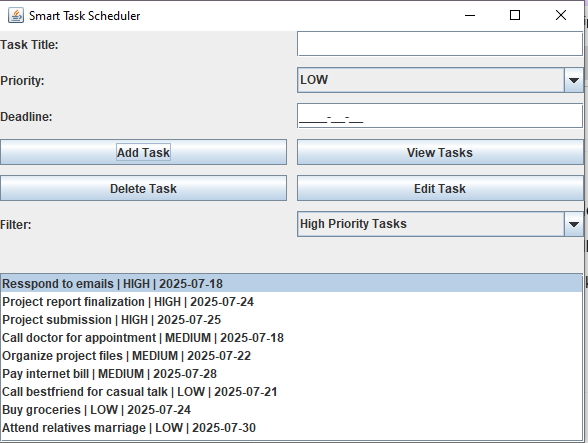 Smart Task Scheduler
Task Title:
Priority: LOW
Deadline: ____-__-__
Add Task View Tasks
Delete Task Edit Task
Filter: High Priority Tasks
Resspond to emails | HIGH | 2025-07-18
Project report finalization | HIGH | 2025-07-24
Project submission | HIGH | 2025-07-25
Call doctor for appointment | MEDIUM | 2025-07-18
Organize project files | MEDIUM | 2025-07-22
Pay internet bill | MEDIUM | 2025-07-28
Call bestfriend for casual talk | LOW | 2025-07-21
Buy groceries | LOW | 2025-07-24
Attend relatives marriage | LOW | 2025-07-30